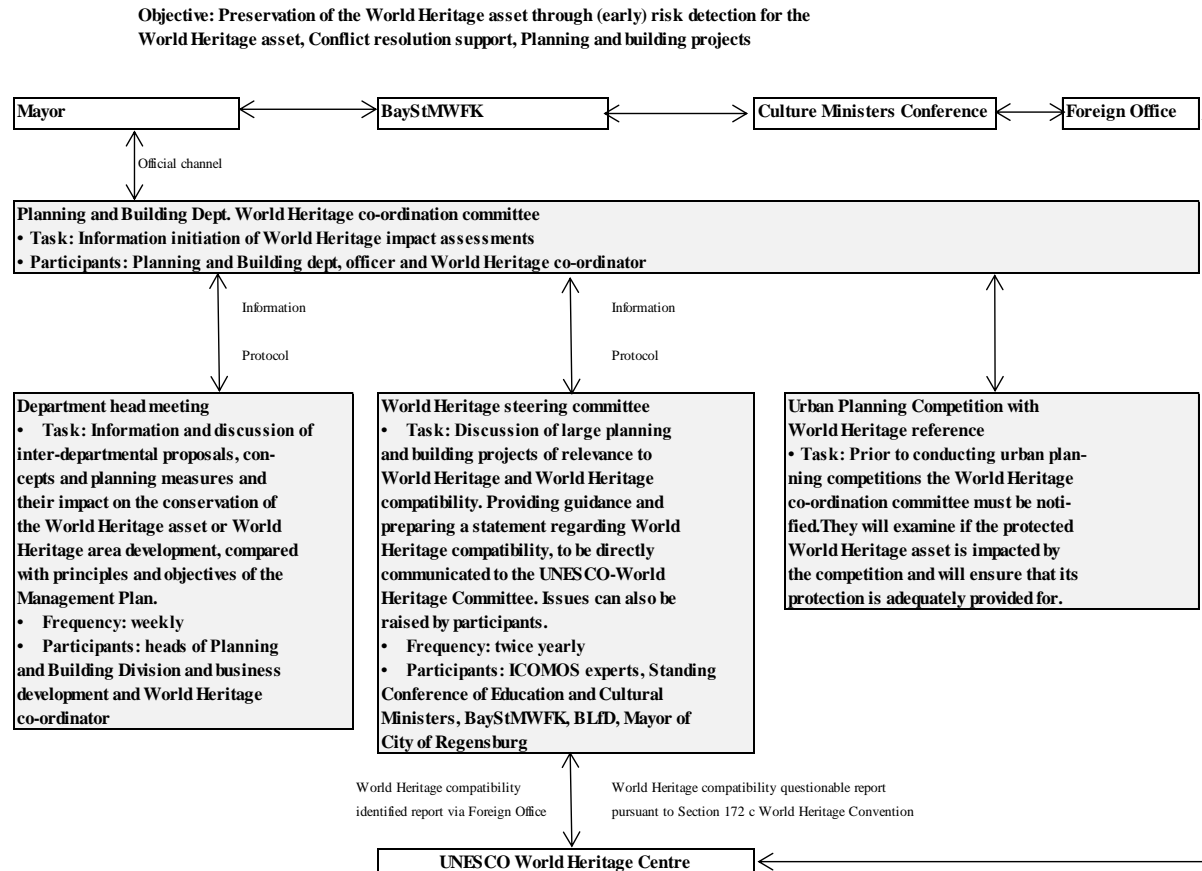 Objective: Preservation of the World Heritage asset through (early) risk detection for the
World Heritage asset, Conflict resolution support, Planning and building projects
Mayor
BayStMWFK
Culture Ministers Conference
Foreign Office
Official channel
Planning and Building Dept. World Heritage co-ordination committee
• Task: Information initiation of World Heritage impact assessments
• Participants: Planning and Building dept, officer and World Heritage co-ordinator
Information
Protocol
Information
Protocol
Department head meeting
• Task: Information and discussion of
inter-departmental proposals, con-
cepts and planning measures and
their impact on the conservation of
the World Heritage asset or World
Heritage area development, compared
with principles and objectives of the
Management Plan.
• Frequency: weekly
• Participants: heads of Planning
and Building Division and business
development and World Heritage
co-ordinator
World Heritage steering committee
• Task: Discussion of large planning
and building projects of relevance to
World Heritage and World Heritage
compatibility. Providing guidance and
preparing a statement regarding World
Heritage compatibility, to be directly
communicated to the UNESCO-World
Heritage Committee. Issues can also be
raised by participants.
• Frequency: twice yearly
• Participants: ICOMOS experts, Standing
Conference of Education and Cultural
Ministers, BayStMWFK, BLfD, Mayor of
City of Regensburg
Urban Planning Competition with
World Heritage reference
• Task: Prior to conducting urban plan-
ning competitions the World Heritage
co-ordination committee must be noti-
fied.They will examine if the protected
World Heritage asset is impacted by
the competition and will ensure that its
protection is adequately provided for.
World Heritage compatibility
identified report via Foreign Office
World Heritage compatibility questionable report
pursuant to Section 172 c World Heritage Convention
UNESCO World Heritage Centre